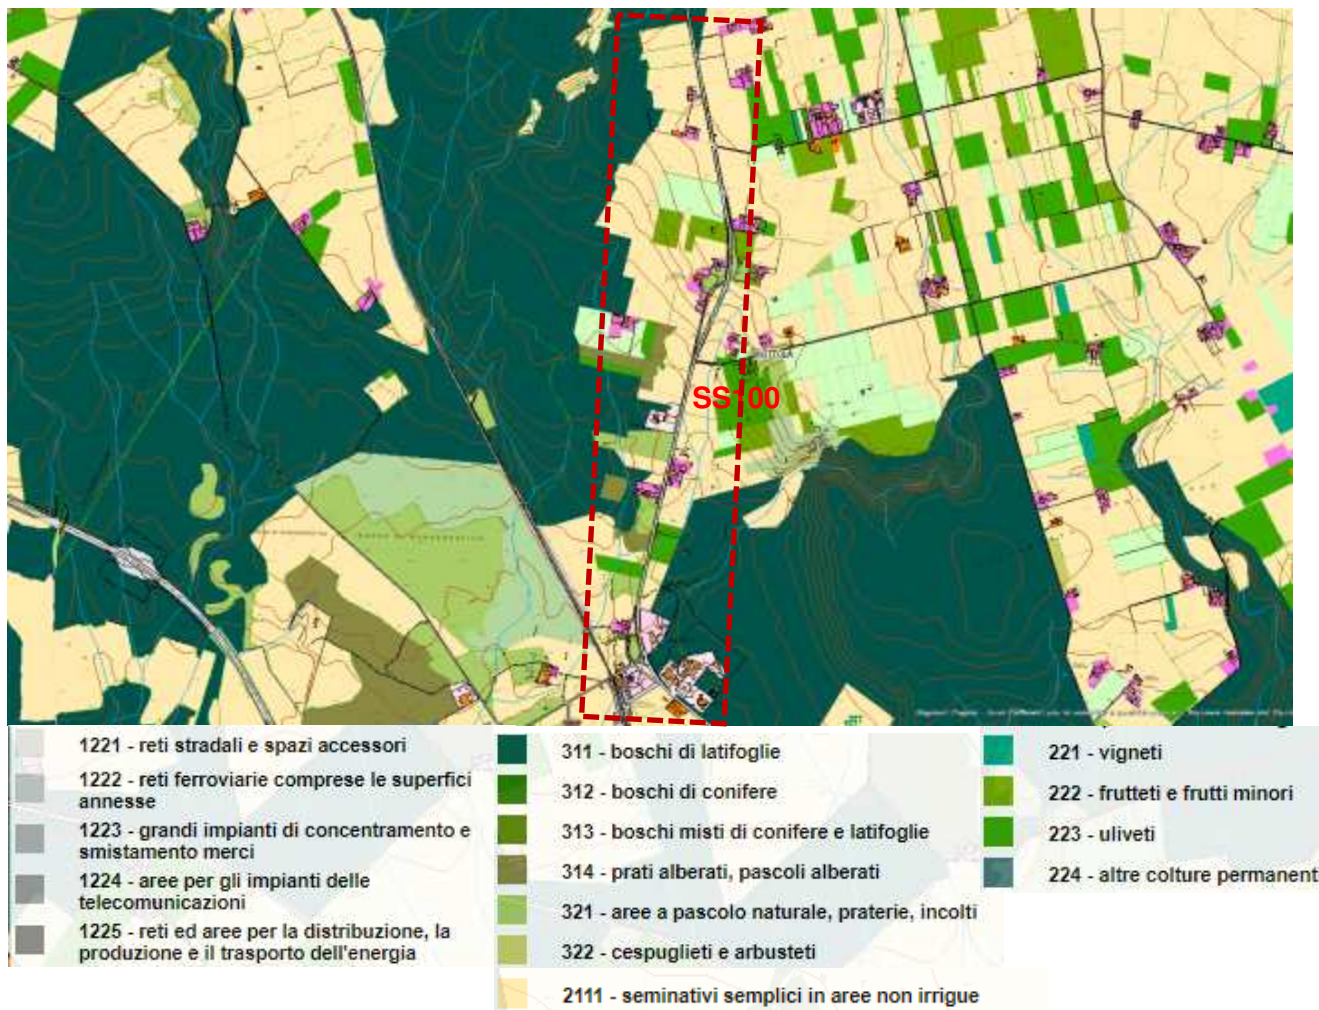 SS100
1221 - reti stradali e spazi accessori
1222 - reti ferroviarie comprese le superfici
annesse
1223 - grandi impianti di concentramento e
smistamento merci
1224 - aree per gli impianti delle
telecomunicazioni
1225 - reti ed aree per la distribuzione, la
produzione e il trasporto dell'energia
311 - boschi di latifoglie
312 - boschi di conifere
313 - boschi misti di conifere e latifoglie
314 - prati alberati, pascoli alberati
321 - aree a pascolo naturale, praterie, incolti
322 - cespuglieti e arbusteti
2111 - seminativi semplici in aree non irrigue
221 - vigneti
222 - frutteti e frutti minori
223 - uliveti
224 - altre colture permanent